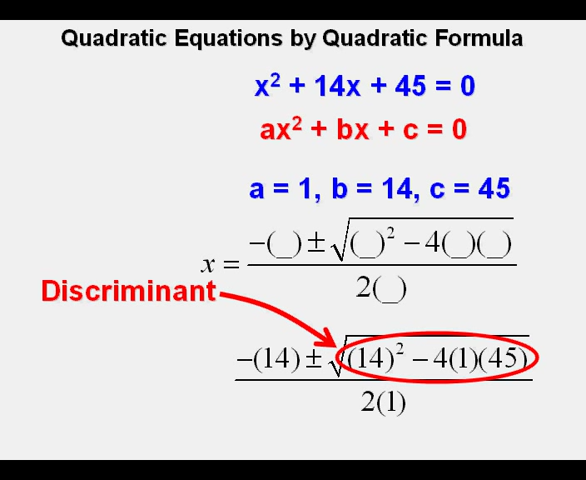 Quadratic Equations by Quadratic Formula
x² + 14x + 45 = 0
ax² + bx + c = 0
a = 1, b = 14, c = 45
x = −(_) ± √(_)² − 4(_)(_)
2(_)
Discriminant
−(14) ± √(14)² − 4(1)(45)
2(1)